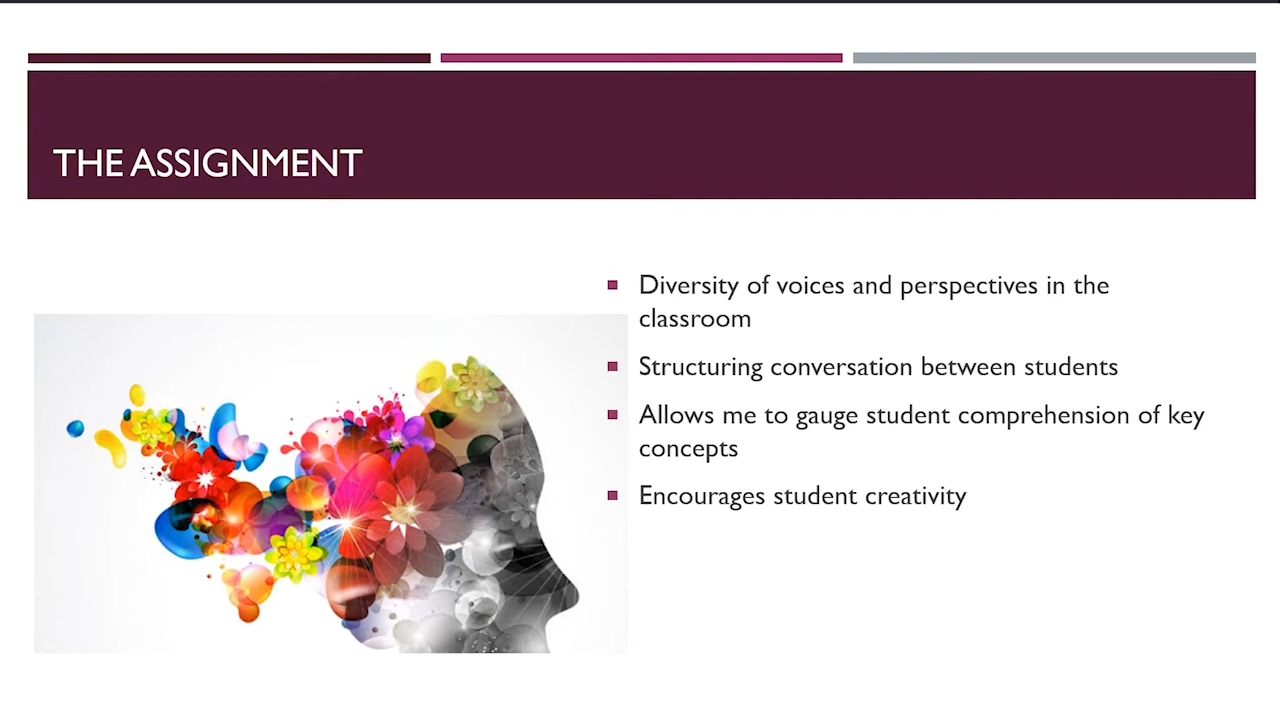 THE ASSIGNMENT
Diversity of voices and perspectives in the
classroom
Structuring conversation between students
Allows me to gauge student comprehension of key
concepts
Encourages student creativity